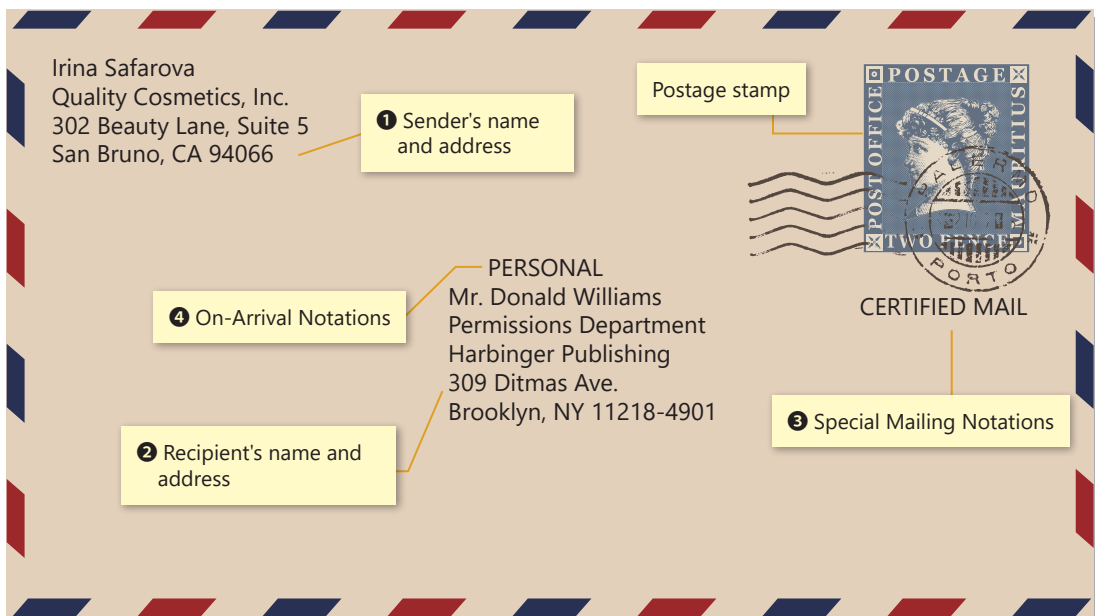 Irina Safarova
Quality Cosmetics, Inc.
302 Beauty Lane, Suite 5
San Bruno, CA 94066
❶ Sender's name
and address
Postage stamp
POSTAGE
POST OFFICE
MAURITIUS
TWO PENCE
SALERNO
PORTO
PERSONAL
Mr. Donald Williams
Permissions Department
Harbinger Publishing
309 Ditmas Ave.
Brooklyn, NY 11218-4901
❹ On-Arrival Notations
CERTIFIED MAIL
❷ Recipient's name and
address
❸ Special Mailing Notations